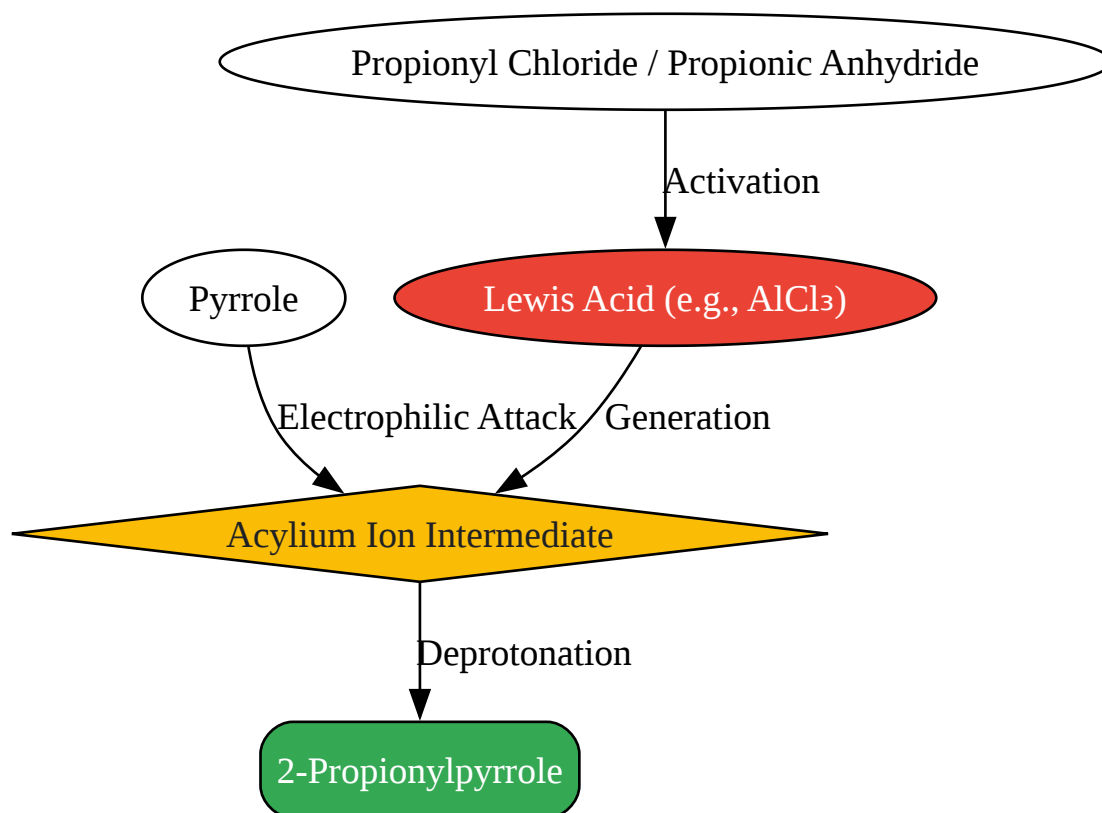 Propionyl Chloride / Propionic Anhydride
Activation
Pyrrole
Lewis Acid (e.g., AlCl₃)
Electrophilic Attack
Generation
Acylium Ion Intermediate
Deprotonation
2-Propionylpyrrole